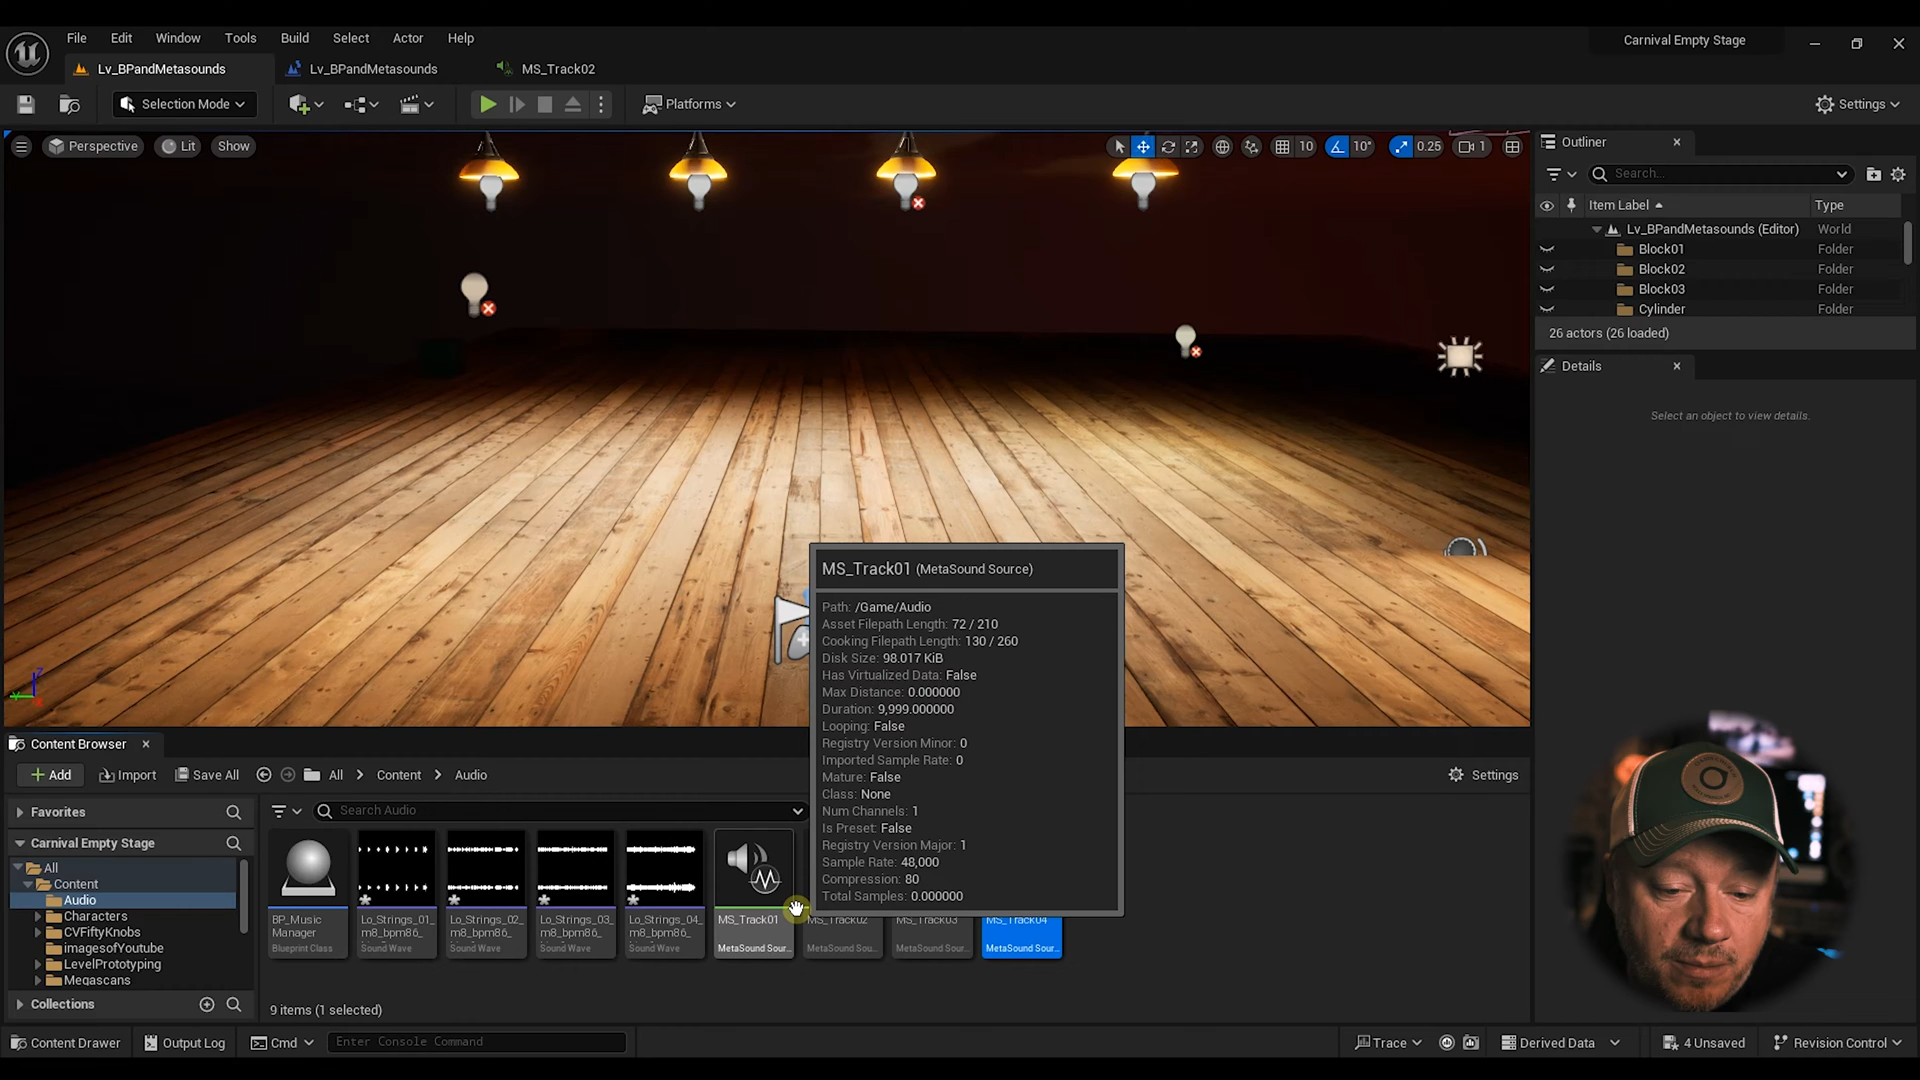 File Edit Window Tools Build Select Actor Help
Carnival Empty Stage
Lv_BPandMetasounds
Lv_BPandMetasounds
MS_Track02
Selection Mode
Platforms
Settings
Perspective
Lit
Show
10
10°
0.25
1
Outliner
Search...
Item Label
Type
Lv_BPandMetasounds (Editor) World
Block01 Folder
Block02 Folder
Block03 Folder
Cylinder Folder
26 actors (26 loaded)
Details
Select an object to view details.
MS_Track01 (MetaSound Source)
Path: /Game/Audio
Asset Filepath Length: 72 / 210
Cooking Filepath Length: 130 / 260
Disk Size: 98.017 KiB
Has Virtualized Data: False
Max Distance: 0.000000
Duration: 9,999.000000
Looping: False
Registry Version Minor: 0
Imported Sample Rate: 0
Mature: False
Class: None
Num Channels: 1
Is Preset: False
Registry Version Major: 1
Sample Rate: 48,000
Compression: 80
Total Samples: 0.000000
Content Browser
Add
Import
Save All
All
Content
Audio
Settings
Favorites
Carnival Empty Stage
All
Content
Audio
Characters
CVFiftyKnobs
imagesofYoutube
LevelPrototyping
Megascans
Collections
Search Audio
BP_Music
Manager
Blueprint Class
Lo_Strings_01_
m8_bpm86_
Sound Wave
Lo_Strings_02_
m8_bpm86_
Sound Wave
Lo_Strings_03_
m8_bpm86_
Sound Wave
Lo_Strings_04_
m8_bpm86_
Sound Wave
MS_Track01
MetaSound Sour...
MS_Track02
MetaSound Sou...
MS_Track03
MetaSound Sou...
MS_Track04
MetaSound Sour...
9 items (1 selected)
Content Drawer
Output Log
Cmd
Enter Console Command
Trace
Derived Data
4 Unsaved
Revision Control